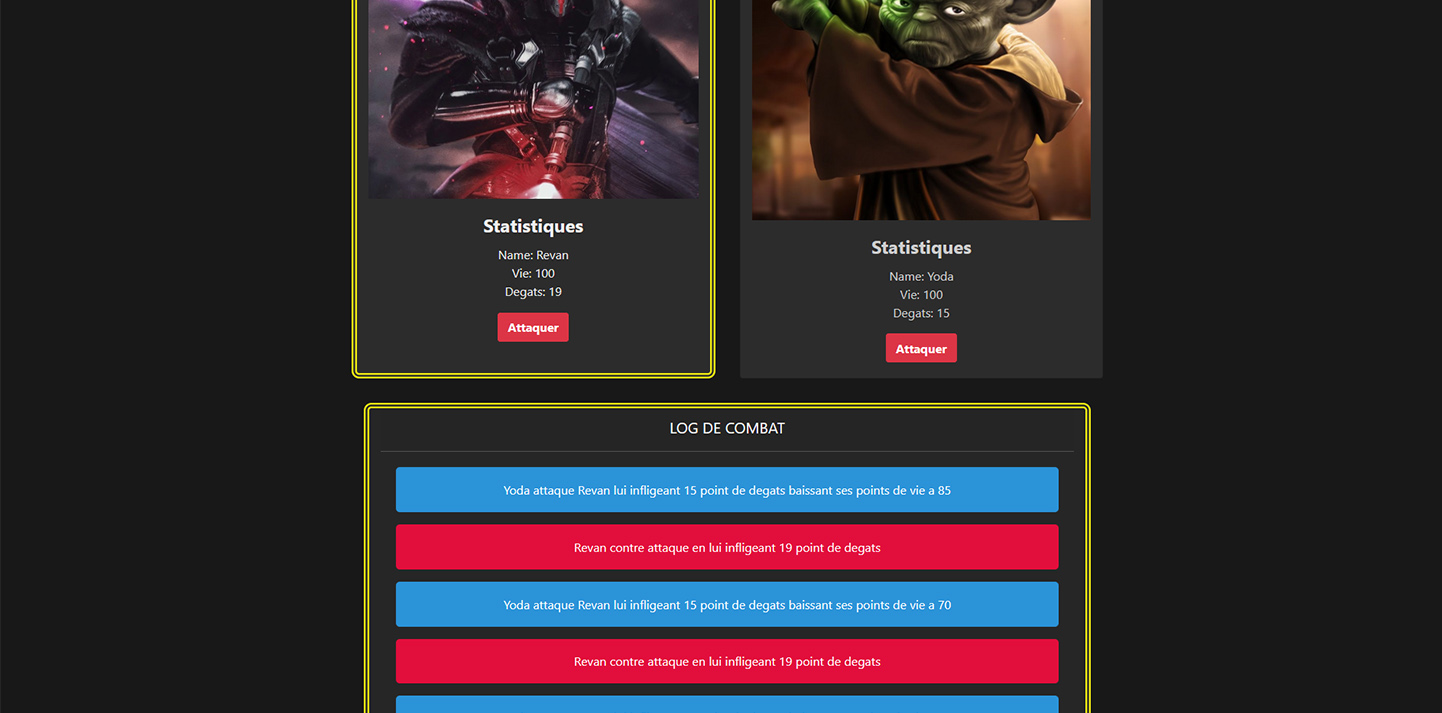 Statistiques
Name: Revan
Vie: 100
Degats: 19
Attaquer
Statistiques
Name: Yoda
Vie: 100
Degats: 15
Attaquer
LOG DE COMBAT
Yoda attaque Revan lui infligeant 15 point de degats baissant ses points de vie a 85
Revan contre attaque en lui infligeant 19 point de degats
Yoda attaque Revan lui infligeant 15 point de degats baissant ses points de vie a 70
Revan contre attaque en lui infligeant 19 point de degats